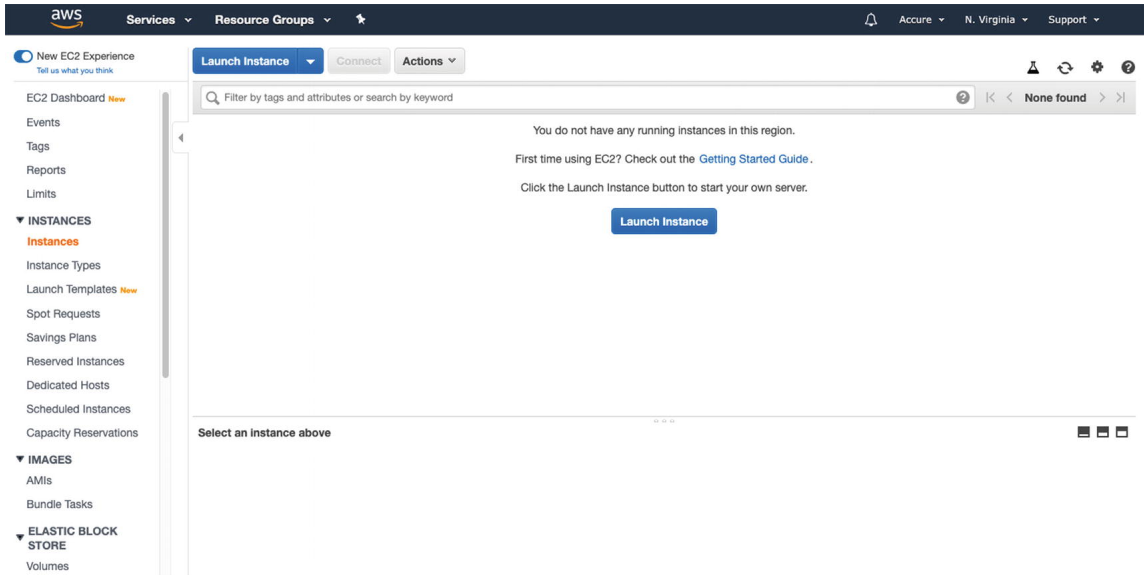 aws Services Resource Groups Accure N. Virginia Support
New EC2 Experience
Tell us what you think
Launch Instance Connect Actions
EC2 Dashboard New
Events
Tags
Reports
Limits
INSTANCES
Instances
Instance Types
Launch Templates New
Spot Requests
Savings Plans
Reserved Instances
Dedicated Hosts
Scheduled Instances
Capacity Reservations
IMAGES
AMIs
Bundle Tasks
ELASTIC BLOCK
STORE
Volumes
Filter by tags and attributes or search by keyword None found
You do not have any running instances in this region.
First time using EC2? Check out the Getting Started Guide.
Click the Launch Instance button to start your own server.
Launch Instance
Select an instance above